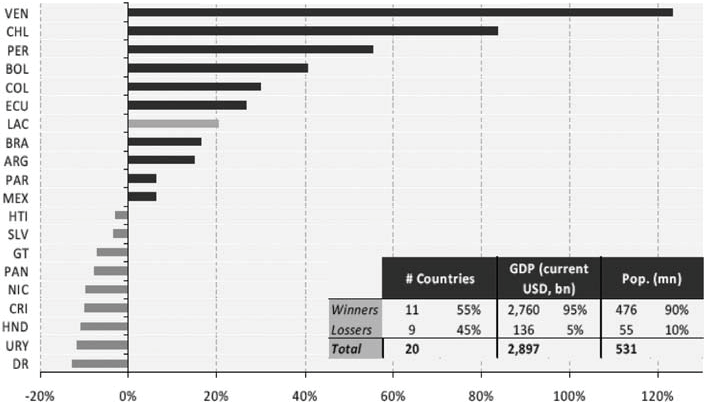 VEN
CHL
PER
BOL
COL
ECU
LAC
BRA
ARG
PAR
MEX
HTI
SLV
GT
PAN
NIC
CRI
HND
URY
DR
# Countries GDP (current USD, bn) Pop. (mn)
Winners 11 55% 2,760 95% 476 90%
Lossers 9 45% 136 5% 55 10%
Total 20 2,897 531
-20% 0% 20% 40% 60% 80% 100% 120%